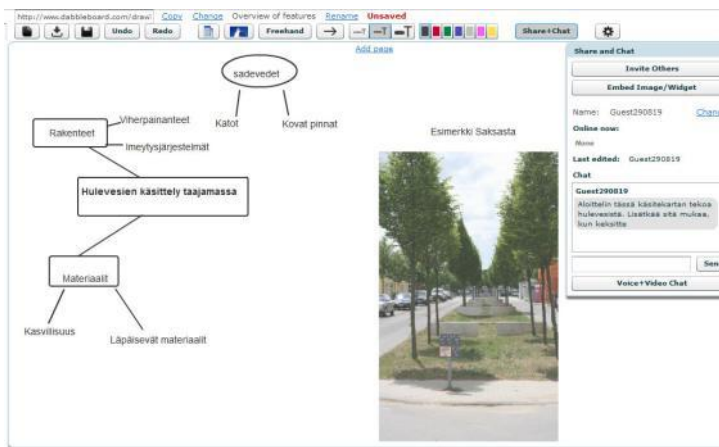 http://www.dabbleboard.com/draw Copy Change Overview of features Rename Unsaved
Undo Redo Freehand T T T Share+Chat
Add page
sadevedet
Katot
Kovat pinnat
Rakenteet
Viherpainanteet
Imeytysjärjestelmät
Hulevesien käsittely taajamassa
Materiaalit
Kasvillisuus
Läpäisevät materiaalit
Esimerkki Saksasta
Share and Chat
Invite Others
Embed Image/Widget
Name: Guest290819 Chan
Online now:
None
Last edited: Guest290819
Chat
Guest290819
Aloittelin tässä käsitekartan tekoa
hulevesistä. Lisätkää sitä mukaa,
kun keksitte
Sen
Voice+Video Chat